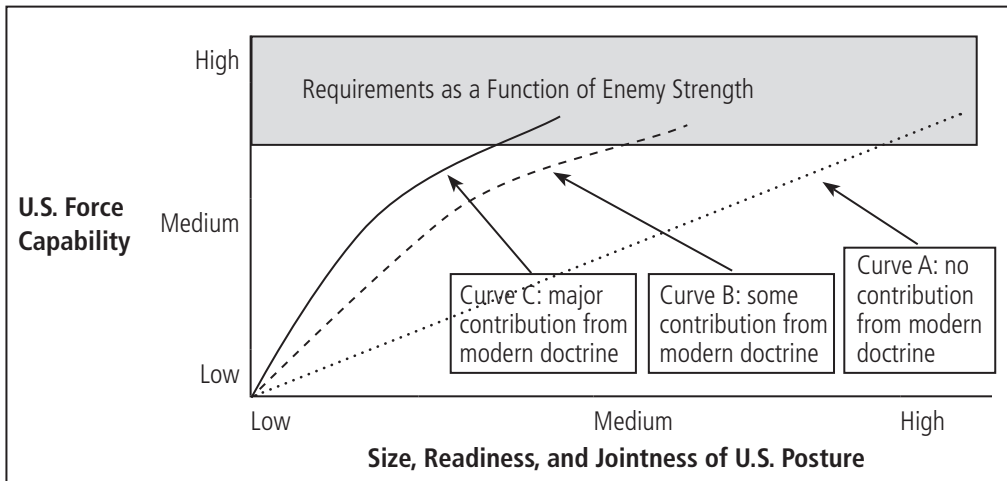 High
Requirements as a Function of Enemy Strength
U.S. Force
Capability
Medium
Low
Curve C: major
contribution from
modern doctrine
Curve B: some
contribution from
modern doctrine
Curve A: no
contribution
from modern
doctrine
Low
Medium
High
Size, Readiness, and Jointness of U.S. Posture